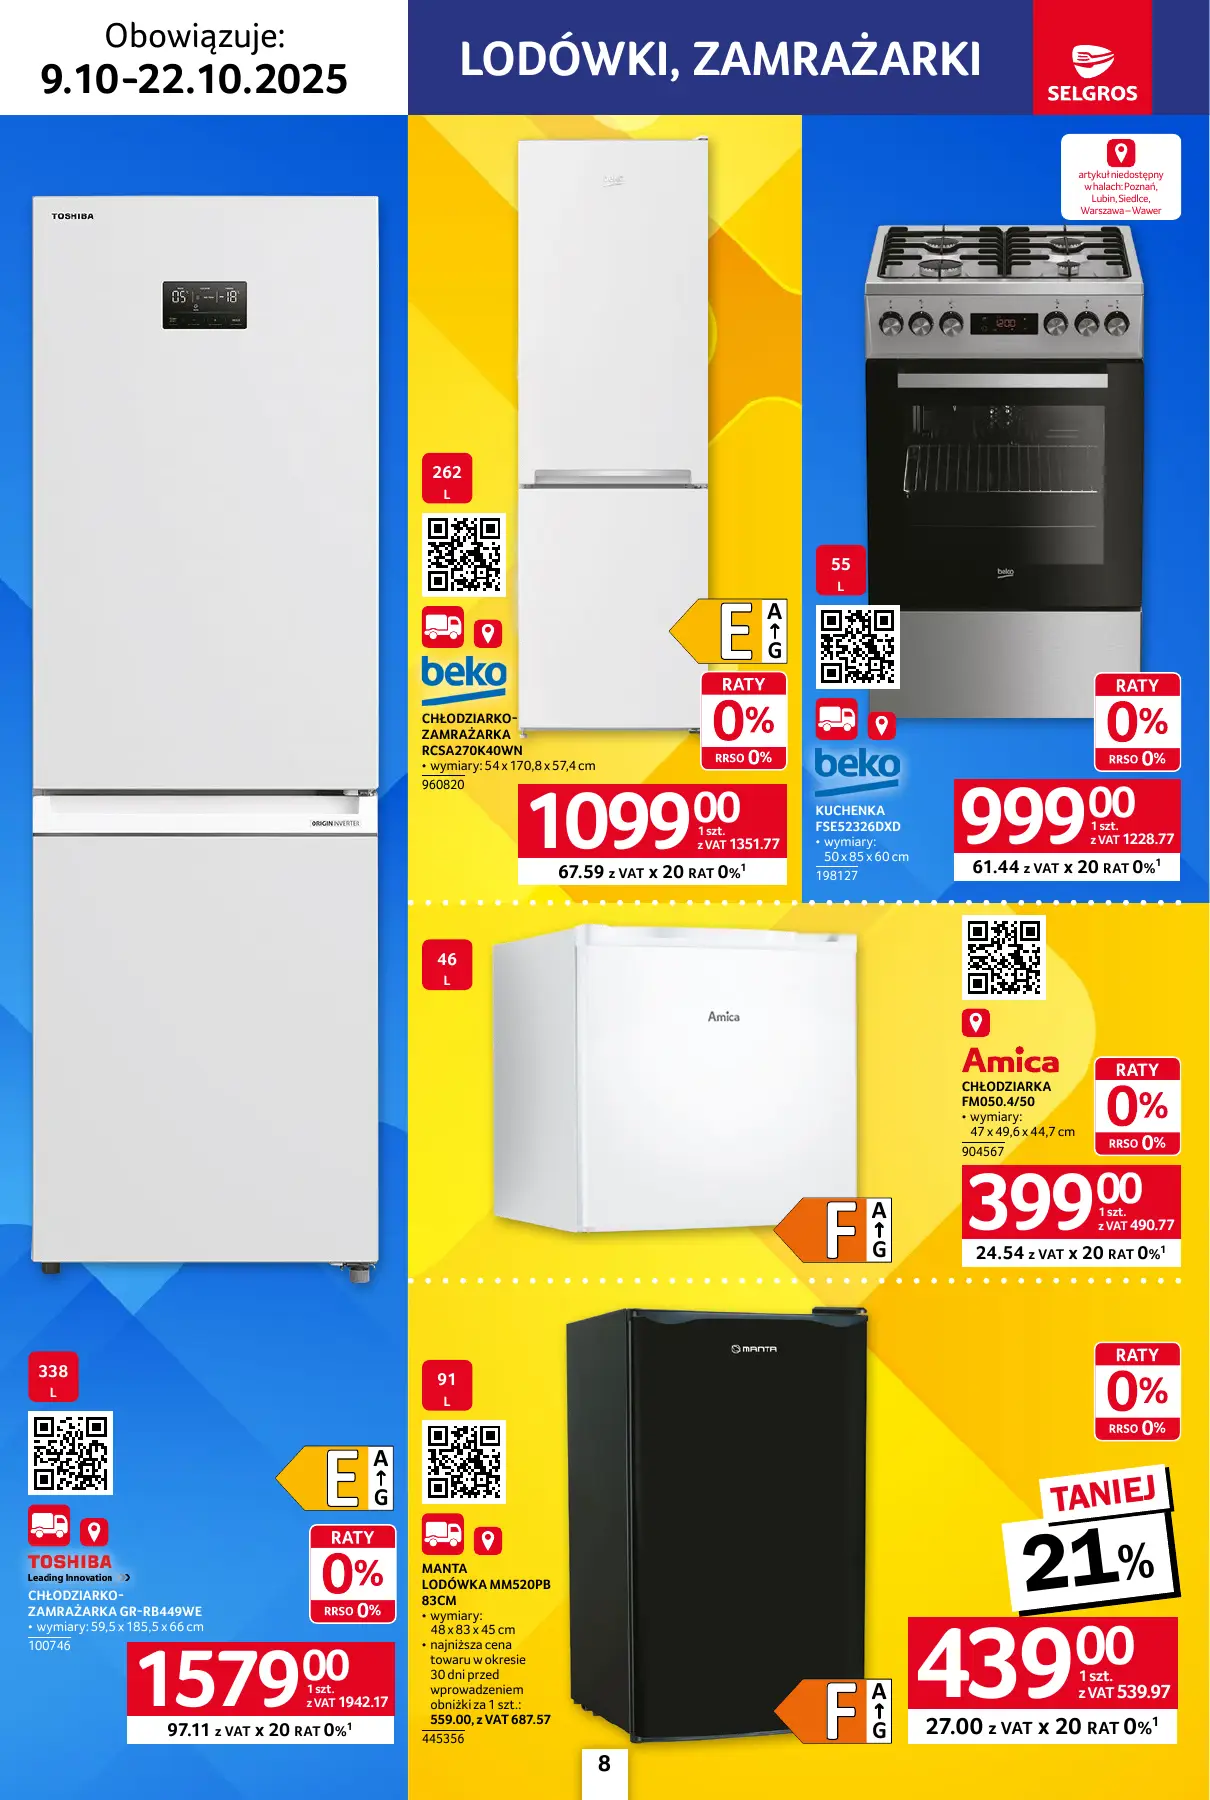 Obowiązuje:
9.10-22.10.2025
LODÓWKI, ZAMRAŻARKI
SELGROS
TOSHIBA
05°
-18°
ORIGIN INVERTER
338
L
TOSHIBA
Leading Innovation
CHŁODZIARKO-
ZAMRAŻARKA GR-RB449WE
• wymiary: 59,5 x 185,5 x 66 cm
100746
E
A
G
RATY
0%
RRSO 0%
1579 00
1 szt.
z VAT 1942.17
97.11 z VAT x 20 RAT 0%¹
beko
262
L
beko
CHŁODZIARKO-
ZAMRAŻARKA
RCSA270K40WN
• wymiary: 54 x 170,8 x 57,4 cm
960820
E
A
G
RATY
0%
RRSO 0%
1099 00
1 szt.
z VAT 1351.77
67.59 z VAT x 20 RAT 0%¹
artykuł niedostępny
w halach: Poznań,
Lubin, Siedlce,
Warszawa – Wawer
beko
55
L
beko
KUCHENKA
FSE52326DXD
• wymiary:
50 x 85 x 60 cm
198127
RATY
0%
RRSO 0%
999 00
1 szt.
z VAT 1228.77
61.44 z VAT x 20 RAT 0%¹
46
L
Amica
Amica
CHŁODZIARKA
FM050.4/50
• wymiary:
47 x 49,6 x 44,7 cm
904567
F
A
G
RATY
0%
RRSO 0%
399 00
1 szt.
z VAT 490.77
24.54 z VAT x 20 RAT 0%¹
MANTA
91
L
MANTA
LODÓWKA MM520PB
83CM
• wymiary:
48 x 83 x 45 cm
• najniższa cena
towaru w okresie
30 dni przed
wprowadzeniem
obniżki za 1 szt.:
559.00, z VAT 687.57
445356
F
A
G
RATY
0%
RRSO 0%
TANIEJ
21%
439 00
1 szt.
z VAT 539.97
27.00 z VAT x 20 RAT 0%¹
8